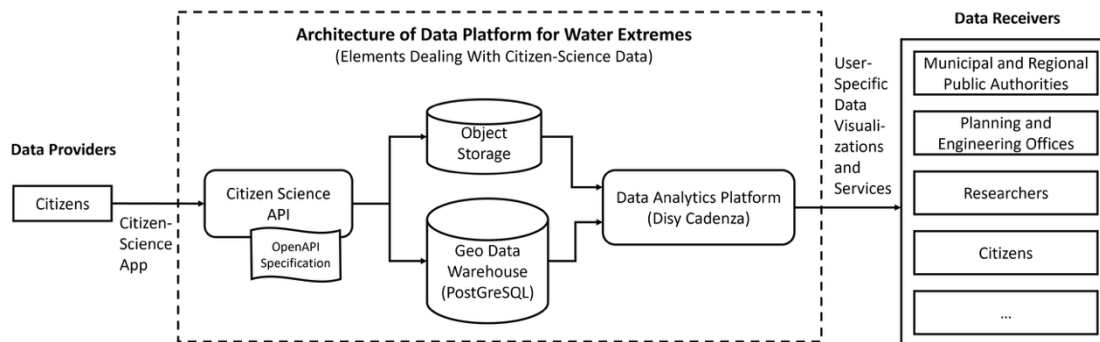 Architecture of Data Platform for Water Extremes
(Elements Dealing With Citizen-Science Data)
Data Providers
Citizens
Citizen-
Science
App
Citizen Science
API
OpenAPI
Specification
Object
Storage
Geo Data
Warehouse
(PostGreSQL)
Data Analytics Platform
(Disy Cadenza)
User-
Specific
Data
Visuali-
zations
and
Services
Data Receivers
Municipal and Regional
Public Authorities
Planning and
Engineering Offices
Researchers
Citizens
...